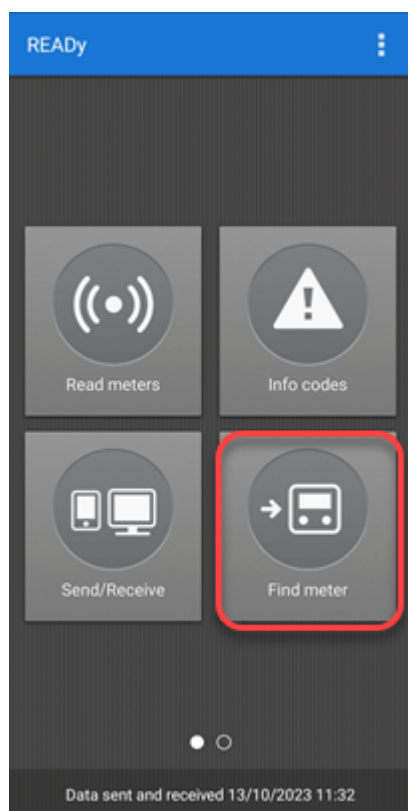 READy
Read meters
Info codes
Send/Receive
Find meter
Data sent and received 13/10/2023 11:32